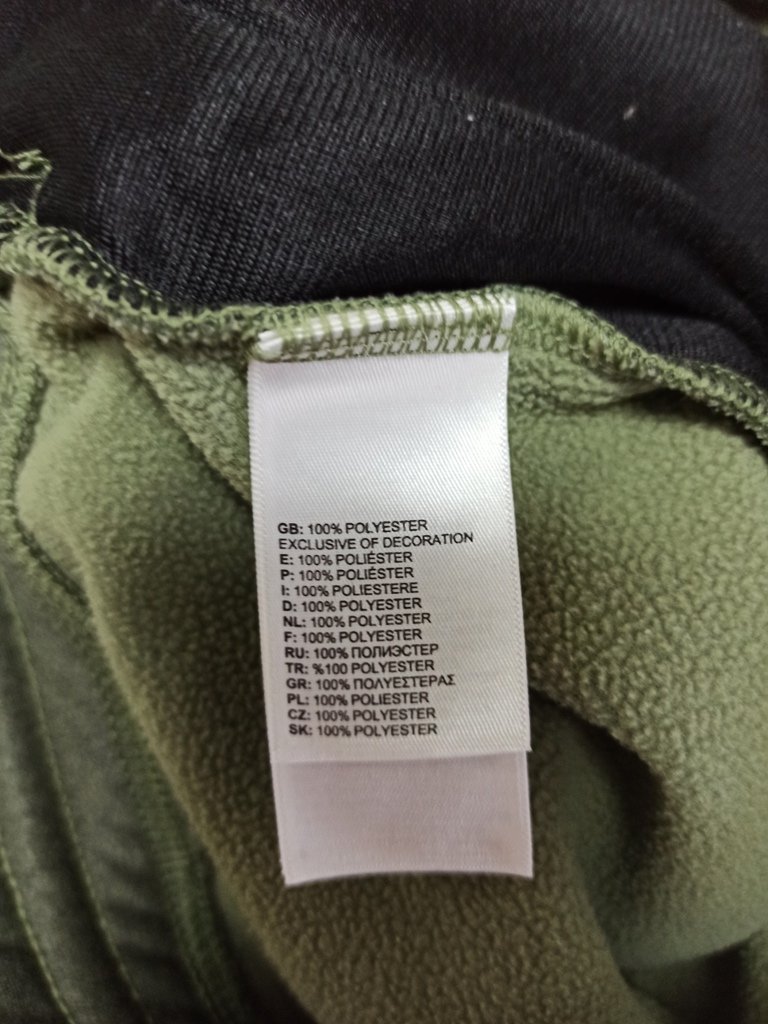 GB: 100% POLYESTER
EXCLUSIVE OF DECORATION
E: 100% POLIÉSTER
P: 100% POLIÉSTER
I: 100% POLIESTERE
D: 100% POLYESTER
NL: 100% POLYESTER
F: 100% POLYESTER
RU: 100% ПОЛИЭСТЕР
TR: %100 POLYESTER
GR: 100% ΠΟΛΥΕΣΤΕΡΑΣ
PL: 100% POLIESTER
CZ: 100% POLYESTER
SK: 100% POLYESTER